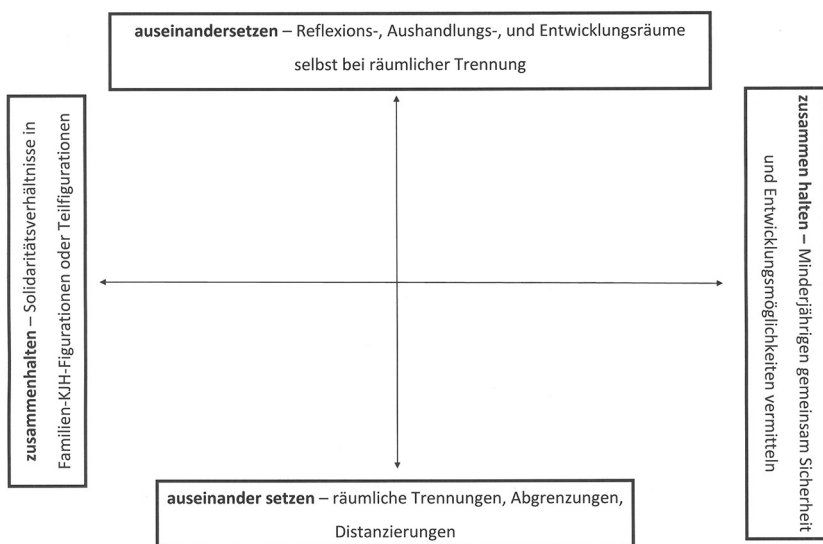 auseinandersetzen – Reflexions-, Aushandlungs-, und Entwicklungsräume
selbst bei räumlicher Trennung
zusammenhalten – Solidaritätsverhältnisse in
Familien-KJH-Figurationen oder Teilfigurationen
zusammen halten – Minderjährigen gemeinsam Sicherheit
und Entwicklungsmöglichkeiten vermitteln
auseinander setzen – räumliche Trennungen, Abgrenzungen,
Distanzierungen